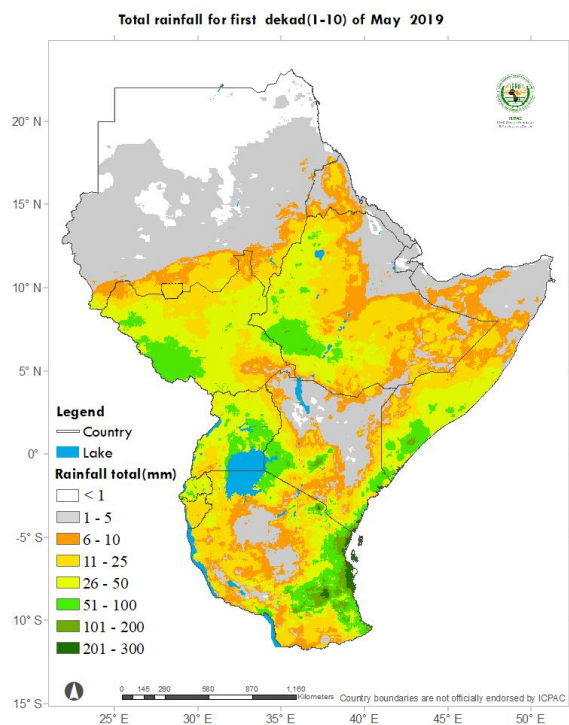 Total rainfall for first dekad(1-10) of May 2019
ICPAC
20° N
15° N
10° N
5° N
0°
-5° S
10° S
15° S
25° E
30° E
35° E
40° E
45° E
50° E
Legend
Country
Lake
Rainfall total(mm)
< 1
1 - 5
6 - 10
11 - 25
26 - 50
51 - 100
101 - 200
201 - 300
0 145 290 580 870 1,160
Kilometers
Country boundaries are not officially endorsed by ICPAC